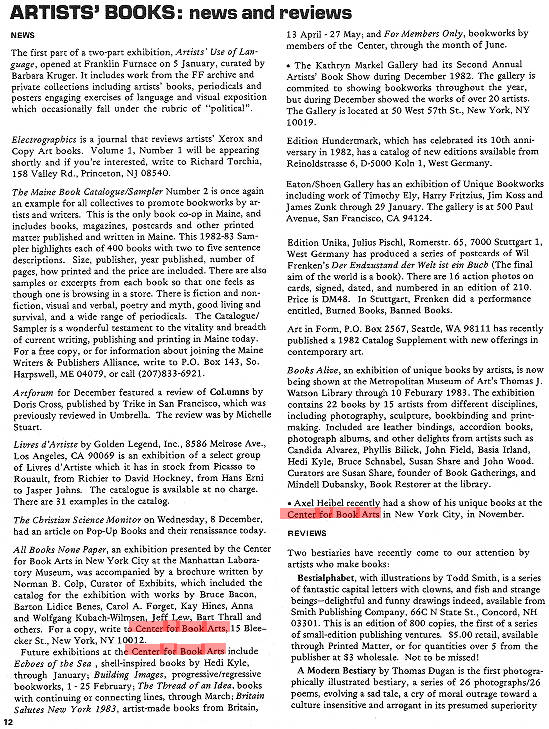 ARTISTS' BOOKS: news and reviews
NEWS
The first part of a two-part exhibition, Artists' Use of Lan-
guage, opened at Franklin Furnace on 5 January, curated by
Barbara Kruger. It includes work from the FF archive and
private collections including artists' books, periodicals and
posters engaging exercises of language and visual exposition
which occasionally fall under the rubric of "political".
Electrographics is a journal that reviews artists' Xerox and
Copy Art books. Volume 1, Number 1 will be appearing
shortly and if you're interested, write to Richard Torchia,
158 Valley Rd., Princeton, NJ 08540.
The Maine Book Catalogue/Sampler Number 2 is once again
an example for all collectives to promote bookworks by ar-
tists and writers. This is the only book co-op in Maine, and
includes books, magazines, postcards and other printed
matter published and written in Maine. This 1982-83 Sam-
pler highlights each of 400 books with two to five sentence
descriptions. Size, publisher, year published, number of
pages, how printed and the price are included. There are also
samples or excerpts from each book so that one feels as
though one is browsing in a store. There is fiction and non-
fiction, visual and verbal, poetry and myth, good living and
survival, and a wide range of periodicals. The Catalogue/
Sampler is a wonderful testament to the vitality and breadth
of current writing, publishing and printing in Maine today.
For a free copy, or for information about joining the Maine
Writers & Publishers Alliance, write to P.O. Box 143, So.
Harpswell, ME 04079, or call (207)833-6921.
Artforum for December featured a review of Columns by
Doris Cross, published by Trike in San Francisco, which was
previously reviewed in Umbrella. The review was by Michelle
Stuart.
Livres d'Artiste by Golden Legend, Inc., 8586 Melrose Ave.,
Los Angeles, CA 90069 is an exhibition of a select group
of Livres d'Artiste which it has in stock from Picasso to
Rouault, from Richier to David Hockney, from Hans Erni
to Jasper Johns. The catalogue is available at no charge.
There are 31 examples in the catalog.
The Christian Science Monitor on Wednesday, 8 December,
had an article on Pop-Up Books and their renaissance today.
All Books None Paper, an exhibition presented by the Center
for Book Arts in New York City at the Manhattan Labora-
tory Museum, was accompanied by a brochure written by
Norman B. Colp, Curator of Exhibits, which included the
catalog for the exhibition with works by Bruce Bacon,
Barton Lidice Benes, Carol A. Forget, Kay Hines, Anna
and Wolfgang Kubach-Wilmsen, Jeff Lew, Bart Thrall and
others. For a copy, write to Center for Book Arts, 15 Blee-
cker St., New York, NY 10012.
Future exhibitions at the Center for Book Arts include
Echoes of the Sea , shell-inspired books by Hedi Kyle,
through January; Building Images, progressive/regressive
bookworks, 1 - 25 February; The Thread of an Idea, books
with continuing or connecting lines, through March; Britain
Salutes New York 1983, artist-made books from Britain,
12
13 April - 27 May; and For Members Only, bookworks by
members of the Center, through the month of June.
• The Kathryn Markel Gallery had its Second Annual
Artists' Book Show during December 1982. The gallery is
commited to showing bookworks throughout the year,
but during December showed the works of over 20 artists.
The Gallery is located at 50 West 57th St., New York, NY
10019.
Edition Hundertmark, which has celebrated its 10th anni-
versary in 1982, has a catalog of new editions available from
Reinoldstrasse 6, D-5000 Koln 1, West Germany.
Eaton/Shoen Gallery has an exhibition of Unique Bookworks
including work of Timothy Ely, Harry Fritzius, Jim Koss and
James Zunk through 29 January. The gallery is at 500 Paul
Avenue, San Francisco, CA 94124.
Edition Unika, Julius Pischl, Romerstr. 65, 7000 Stuttgart 1,
West Germany has produced a series of postcards of Wil
Frenken's Der Endzustand der Welt ist ein Buch (The final
aim of the world is a book). There are 16 action photos on
cards, signed, dated, and numbered in an edition of 210.
Price is DM48. In Stuttgart, Frenken did a performance
entitled, Burned Books, Banned Books.
Art in Form, P.O. Box 2567, Seattle, WA 98111 has recently
published a 1982 Catalog Supplement with new offerings in
contemporary art.
Books Alive, an exhibition of unique books by artists, is now
being shown at the Metropolitan Museum of Art's Thomas J.
Watson Library through 10 Feburary 1983. The exhibition
contains 22 books by 15 artists from different disciplines,
including photography, sculpture, bookbinding and print-
making. Included are leather bindings, accordion books,
photograph albums, and other delights from artists such as
Candida Alvarez, Phyllis Bilick, John Field, Basia Irland,
Hedi Kyle, Bruce Schnabel, Susan Share and John Wood.
Curators are Susan Share, founder of Book Gatherings, and
Mindell Dubansky, Book Restorer at the library.
• Axel Heibel recently had a show of his unique books at the
Center for Book Arts in New York City, in November.
REVIEWS
Two bestiaries have recently come to our attention by
artists who make books:
Bestialphabet, with illustrations by Todd Smith, is a series
of fantastic capital letters with clowns, and fish and strange
beings—delightful and funny drawings indeed, available from
Smith Publishing Company, 66C N State St., Concord, NH
03301. This is an edition of 800 copies, the first of a series
of small-edition publishing ventures. $5.00 retail, available
through Printed Matter, or for quantities over 5 from the
publisher at $3 wholesale. Not to be missed!
A Modern Bestiary by Thomas Dugan is the first photogra-
phically illustrated bestiary, a series of 26 photographs/26
poems, evolving a sad tale, a cry of moral outrage toward a
culture insensitive and arrogant in its presumed superiority